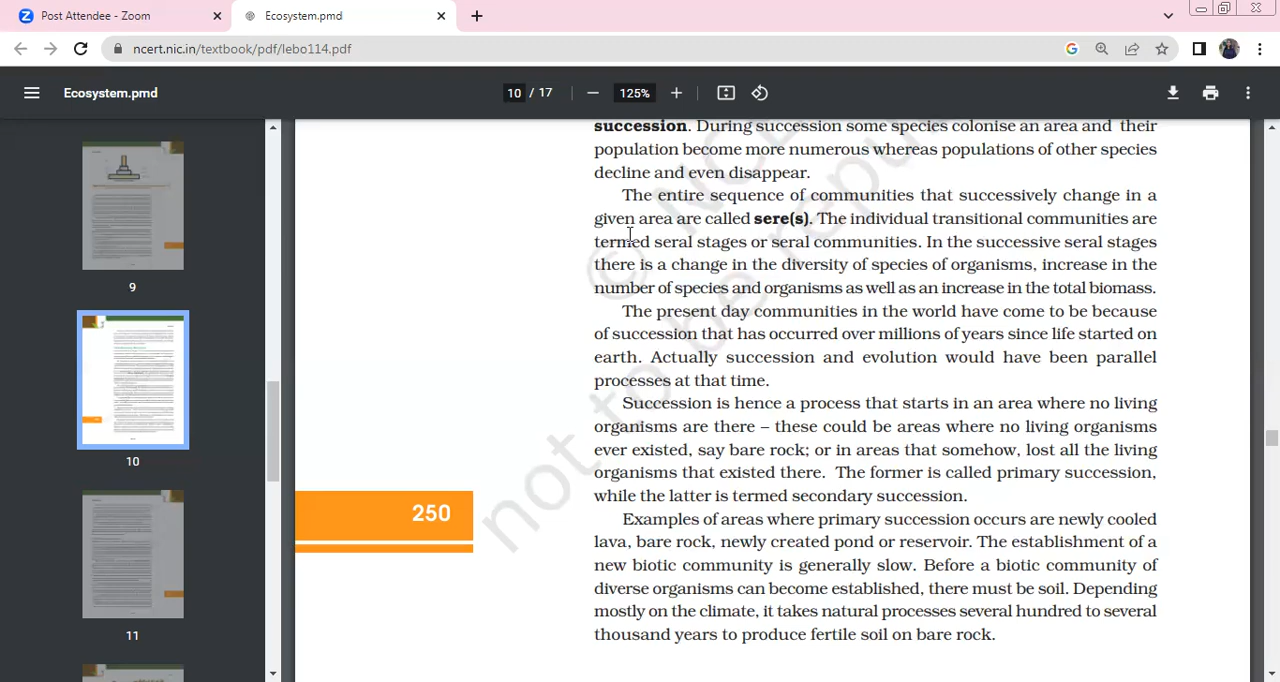 Post Attendee - Zoom
Ecosystem.pmd
ncert.nic.in/textbook/pdf/lebo114.pdf
Ecosystem.pmd
10 / 17
125%
9
10
11
250
succession. During succession some species colonise an area and their
population become more numerous whereas populations of other species
decline and even disappear.
The entire sequence of communities that successively change in a
given area are called sere(s). The individual transitional communities are
termed seral stages or seral communities. In the successive seral stages
there is a change in the diversity of species of organisms, increase in the
number of species and organisms as well as an increase in the total biomass.
The present day communities in the world have come to be because
of succession that has occurred over millions of years since life started on
earth. Actually succession and evolution would have been parallel
processes at that time.
Succession is hence a process that starts in an area where no living
organisms are there – these could be areas where no living organisms
ever existed, say bare rock; or in areas that somehow, lost all the living
organisms that existed there. The former is called primary succession,
while the latter is termed secondary succession.
Examples of areas where primary succession occurs are newly cooled
lava, bare rock, newly created pond or reservoir. The establishment of a
new biotic community is generally slow. Before a biotic community of
diverse organisms can become established, there must be soil. Depending
mostly on the climate, it takes natural processes several hundred to several
thousand years to produce fertile soil on bare rock.